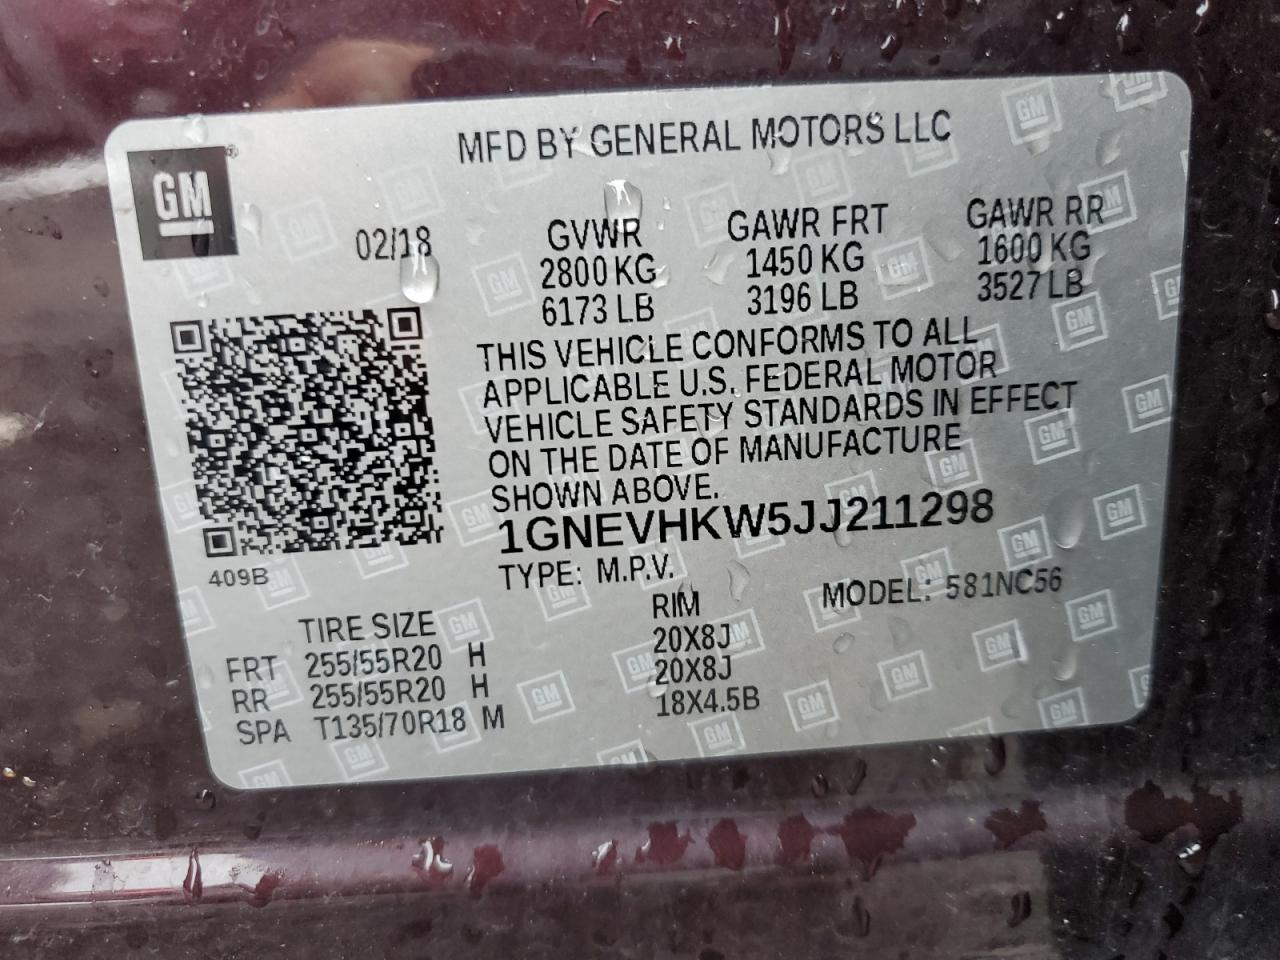 MFD BY GENERAL MOTORS LLC
GM
02/18
GVWR GAWR FRT GAWR RR
2800 KG 1450 KG 1600 KG
6173 LB 3196 LB 3527 LB
THIS VEHICLE CONFORMS TO ALL
APPLICABLE U.S. FEDERAL MOTOR
VEHICLE SAFETY STANDARDS IN EFFECT
ON THE DATE OF MANUFACTURE
SHOWN ABOVE.
1GNEVHKW5JJ211298
409B
TYPE: M.P.V. MODEL: 581NC56
TIRE SIZE RIM
FRT 255/55R20 H 20X8J
RR 255/55R20 H 20X8J
SPA T135/70R18 M 18X4.5B